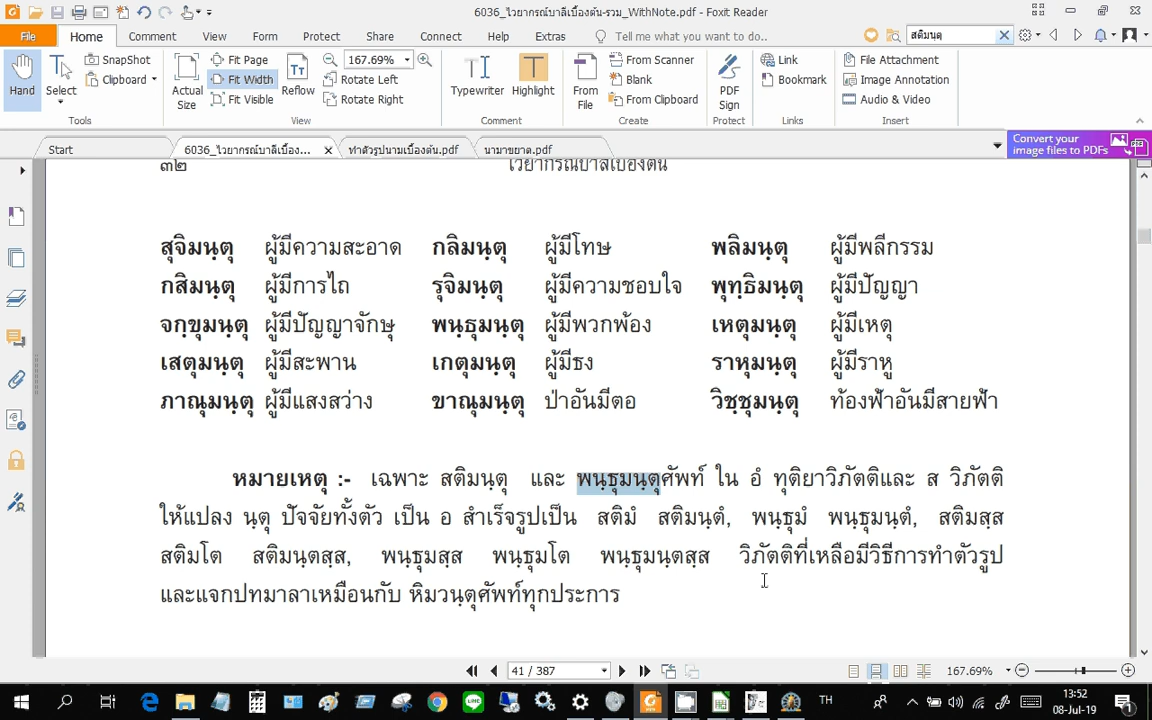 6036_ไวยากรณ์บาลีเบื้องต้น-รวม_WithNote.pdf - Foxit Reader
File Home Comment View Form Protect Share Connect Help Extras Tell me what you want to do.. สติมนฺตุ
Hand Select SnapShot Clipboard Actual Size Fit Page Fit Width Fit Visible Reflow 167.69% Rotate Left Rotate Right Typewriter Highlight From File From Scanner Blank From Clipboard PDF Sign Link Bookmark File Attachment Image Annotation Audio & Video
Tools View Comment Create Protect Links Insert
Start 6036_ไวยากรณ์บาลีเบื้อง... ทำตัวรูปนามเบื้องต้น.pdf นามาขยาต.pdf Convert your image files to PDFs
๓๒ ไวยากรณ์บาลีเบื้องต้น
สุจิมนฺตุ ผู้มีความสะอาด กลิมนฺตุ ผู้มีโทษ พลิมนฺตุ ผู้มีพลีกรรม
กสิมนฺตุ ผู้มีการไถ รุจิมนฺตุ ผู้มีความชอบใจ พุทฺธิมนฺตุ ผู้มีปัญญา
จกฺขุมนฺตุ ผู้มีปัญญาจักษุ พนฺธุมนฺตุ ผู้มีพวกพ้อง เหตุมนฺตุ ผู้มีเหตุ
เสตุมนฺตุ ผู้มีสะพาน เกตุมนฺตุ ผู้มีธง ราหุมนฺตุ ผู้มีราหู
ภาณุมนฺตุ ผู้มีแสงสว่าง ขาณุมนฺตุ ป่าอันมีตอ วิชฺชุมนฺตุ ท้องฟ้าอันมีสายฟ้า
หมายเหตุ :- เฉพาะ สติมนฺตุ และ พนฺธุมนฺตุศัพท์ ใน อํ ทุติยาวิภัตติและ ส วิภัตติ
ให้แปลง นฺตุ ปัจจัยทั้งตัว เป็น อ สำเร็จรูปเป็น สติมํ สติมนฺตํ, พนฺธุมํ พนฺธุมนฺตํ, สติมสฺส
สติมโต สติมนฺตสฺส, พนฺธุมสฺส พนฺธุมโต พนฺธุมนฺตสฺส วิภัตติที่เหลือมีวิธีการทำตัวรูป
และแจกปทมาลาเหมือนกับ หิมวนฺตุศัพท์ทุกประการ
41 / 387 167.69%
TH 13:52
08-Jul-19